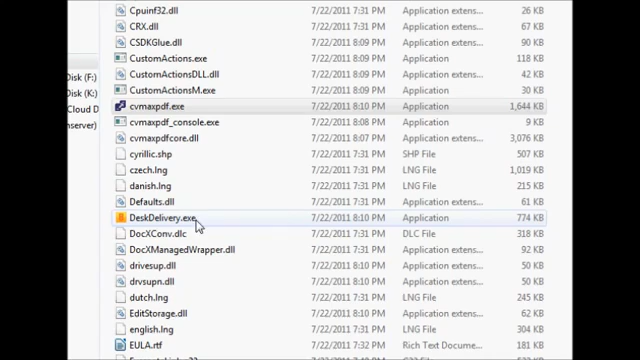 Cpuinf32.dll 7/22/2011 7:31 PM Application extens... 26 KB
CRX.dll 7/22/2011 7:31 PM Application extens... 67 KB
CSDKGlue.dll 7/22/2011 8:09 PM Application extens... 90 KB
CustomActions.exe 7/22/2011 8:09 PM Application 118 KB
CustomActionsDLL.dll 7/22/2011 7:31 PM Application extens... 42 KB
Disk (F:)
CustomActionsM.exe 7/22/2011 8:09 PM Application 30 KB
Disk (K:)
cvmaxpdf.exe 7/22/2011 8:10 PM Application 1,644 KB
Cloud D
cvmaxpdf_console.exe 7/22/2011 8:08 PM Application 9 KB
nserver)
cvmaxpdfcore.dll 7/22/2011 8:09 PM Application extens... 3,076 KB
cyrillic.shp 7/22/2011 7:31 PM SHP File 507 KB
czech.lng 7/22/2011 7:31 PM LNG File 1,019 KB
danish.lng 7/22/2011 7:31 PM LNG File 186 KB
Defaults.dll 7/22/2011 7:31 PM Application extens... 61 KB
DeskDelivery.exe 7/22/2011 8:10 PM Application 774 KB
DocXConv.dlc 7/22/2011 7:31 PM DLC File 318 KB
DocXManagedWrapper.dll 7/22/2011 7:31 PM Application extens... 249 KB
drivesup.dll 7/22/2011 7:31 PM Application extens... 45 KB
drvsupn.dll 7/22/2011 7:31 PM Application extens... 50 KB
dutch.lng 7/22/2011 7:31 PM LNG File 245 KB
EditStorage.dll 7/22/2011 7:31 PM Application extens... 62 KB
english.lng 7/22/2011 7:31 PM LNG File 329 KB
EULA.rtf 7/22/2011 7:27 PM Rich Text Docume... 345 KB